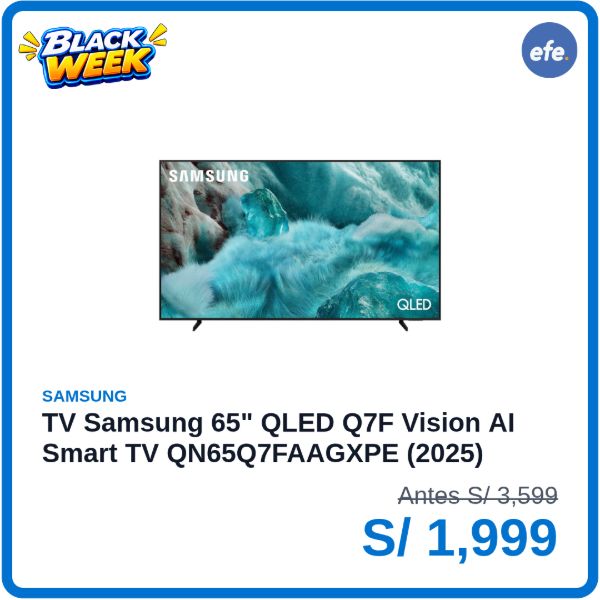 BLACK
WEEK
efe.
SAMSUNG
QLED
SAMSUNG
TV Samsung 65" QLED Q7F Vision AI
Smart TV QN65Q7FAAGXPE (2025)
Antes S/ 3,599
S/ 1,999